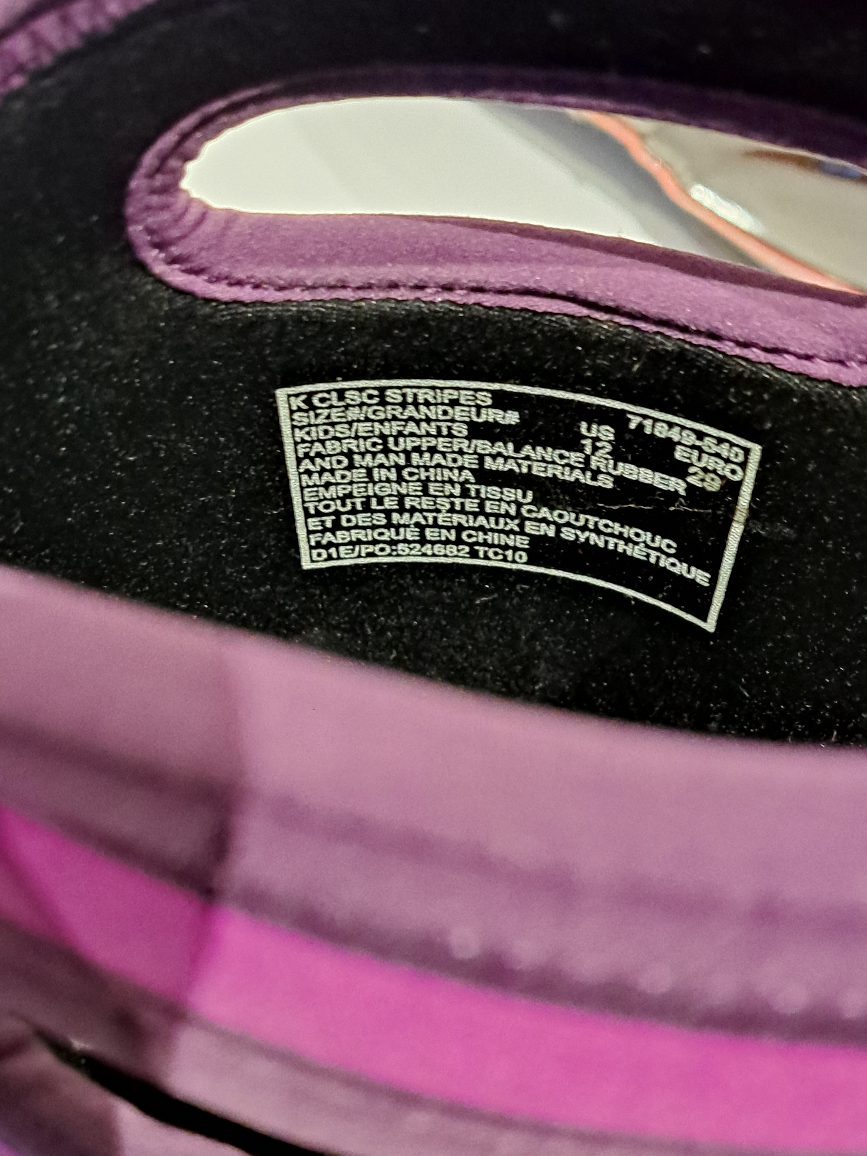 K CLSC STRIPES 71849-540
SIZE#/GRANDEUR# US EURO
KIDS/ENFANTS 12 29
FABRIC UPPER/BALANCE RUBBER
AND MAN MADE MATERIALS
MADE IN CHINA
EMPEIGNE EN TISSU
TOUT LE RESTE EN CAOUTCHOUC
ET DES MATÉRIAUX EN SYNTHÉTIQUE
FABRIQUÉ EN CHINE
D1E/PO:524682 TC10